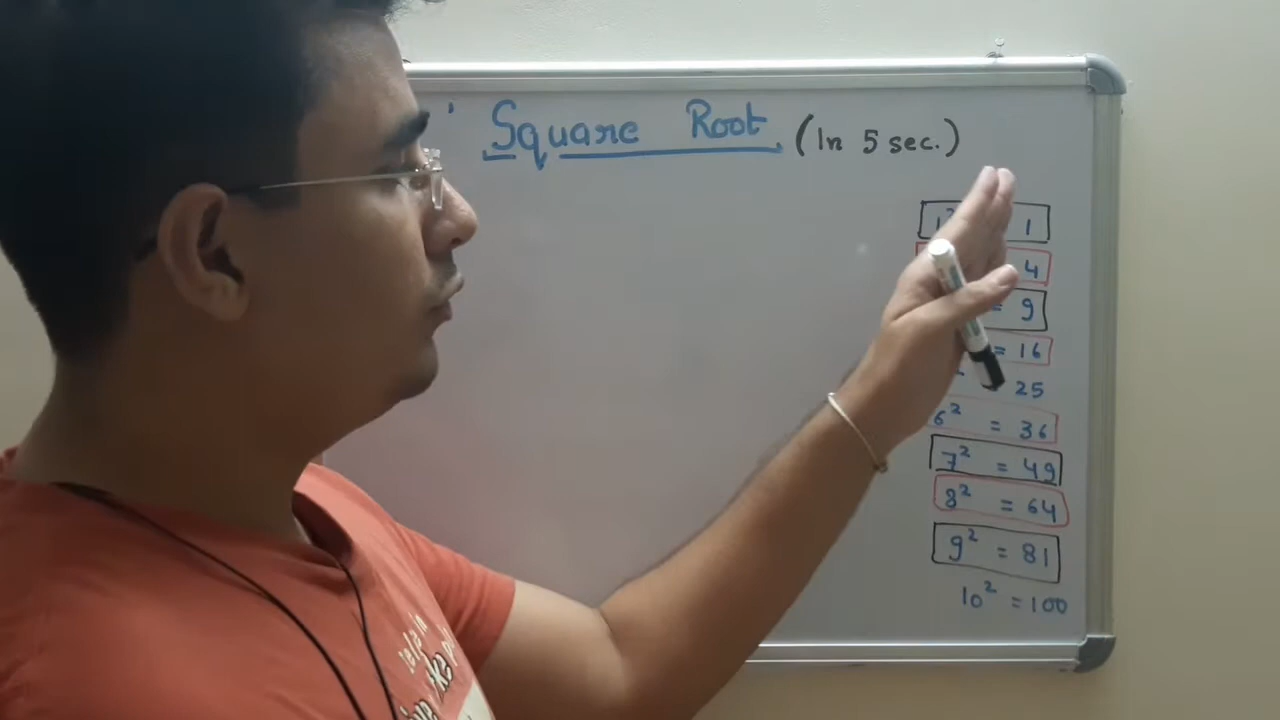 Square Root (In 5 sec.)
1² 1
4
= 9
= 16
25
6² = 36
7² = 49
8² = 64
9² = 81
10² = 100